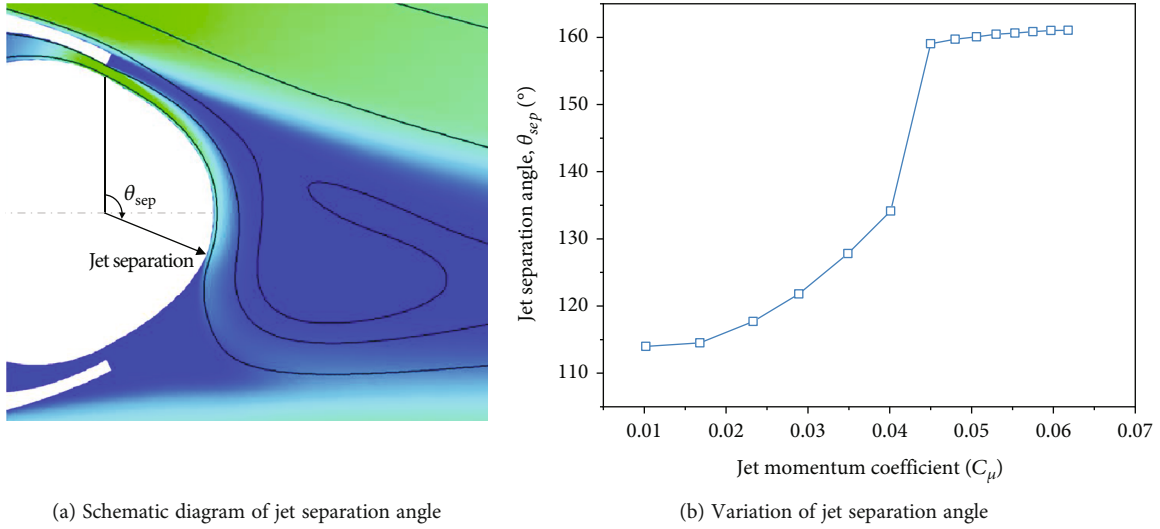 θsep
Jet separation
(a) Schematic diagram of jet separation angle
160
150
140
130
120
110
Jet separation angle, θsep (°)
0.01 0.02 0.03 0.04 0.05 0.06 0.07
Jet momentum coefficient (Cμ)
(b) Variation of jet separation angle